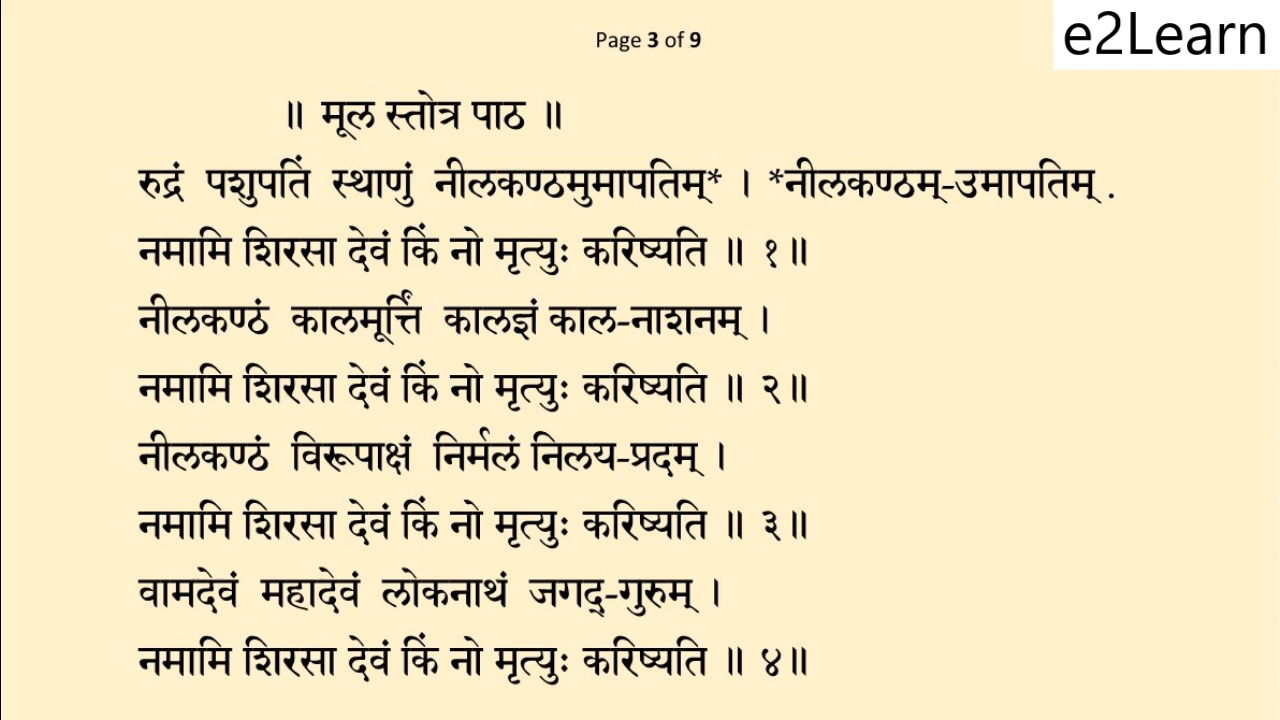 e2Learn
Page 3 of 9
॥ मूल स्तोत्र पाठ ॥
रुद्रं पशुपतिं स्थाणुं नीलकण्ठमुमापतिम्* । *नीलकण्ठम्-उमापतिम् .
नमामि शिरसा देवं किं नो मृत्युः करिष्यति ॥ १॥
नीलकण्ठं कालमूर्त्तिं कालज्ञं काल-नाशनम् ।
नमामि शिरसा देवं किं नो मृत्युः करिष्यति ॥ २॥
नीलकण्ठं विरूपाक्षं निर्मलं निलय-प्रदम् ।
नमामि शिरसा देवं किं नो मृत्युः करिष्यति ॥ ३॥
वामदेवं महादेवं लोकनाथं जगद्-गुरुम् ।
नमामि शिरसा देवं किं नो मृत्युः करिष्यति ॥ ४॥